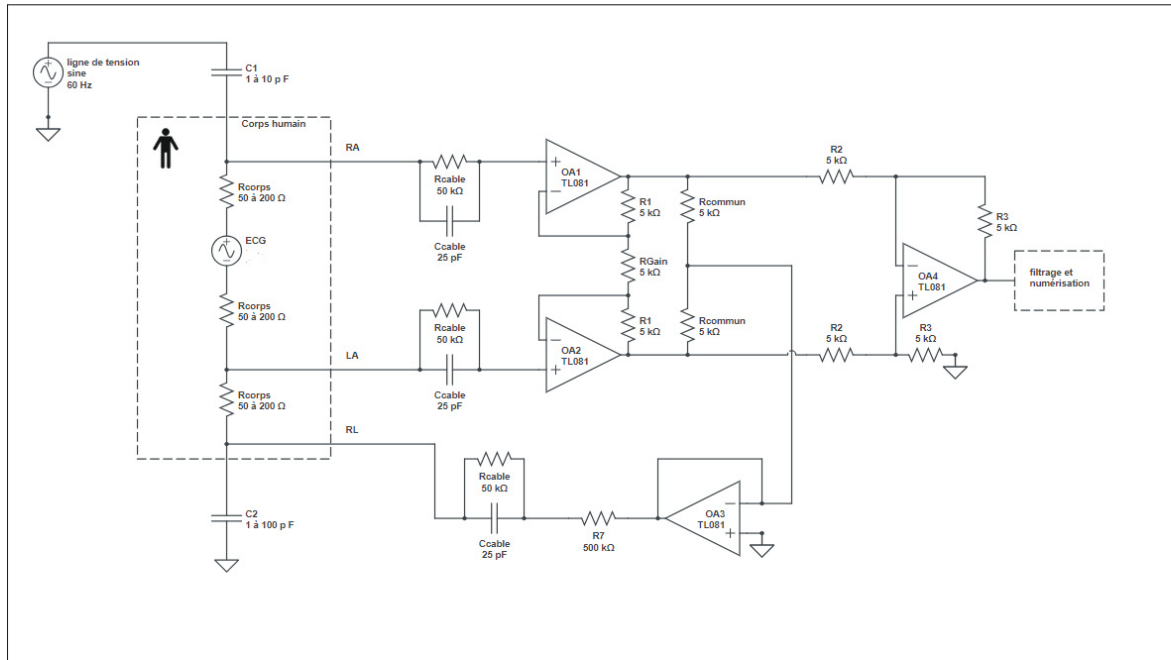 ligne de tension
sine
60 Hz
C1
1 à 10 p F
Corps humain
RA
Rcorps
50 à 200 Ω
ECG
Rcorps
50 à 200 Ω
LA
Rcorps
50 à 200 Ω
RL
C2
1 à 100 p F
Rcable
50 kΩ
Ccable
25 pF
Rcable
50 kΩ
Ccable
25 pF
Rcable
50 kΩ
Ccable
25 pF
R7
500 kΩ
+
−
OA1
TL081
−
+
OA2
TL081
R1
5 kΩ
RGain
5 kΩ
R1
5 kΩ
Rcommun
5 kΩ
Rcommun
5 kΩ
−
+
OA3
TL081
R2
5 kΩ
R2
5 kΩ
R3
5 kΩ
−
+
OA4
TL081
R3
5 kΩ
filtrage et
numérisation